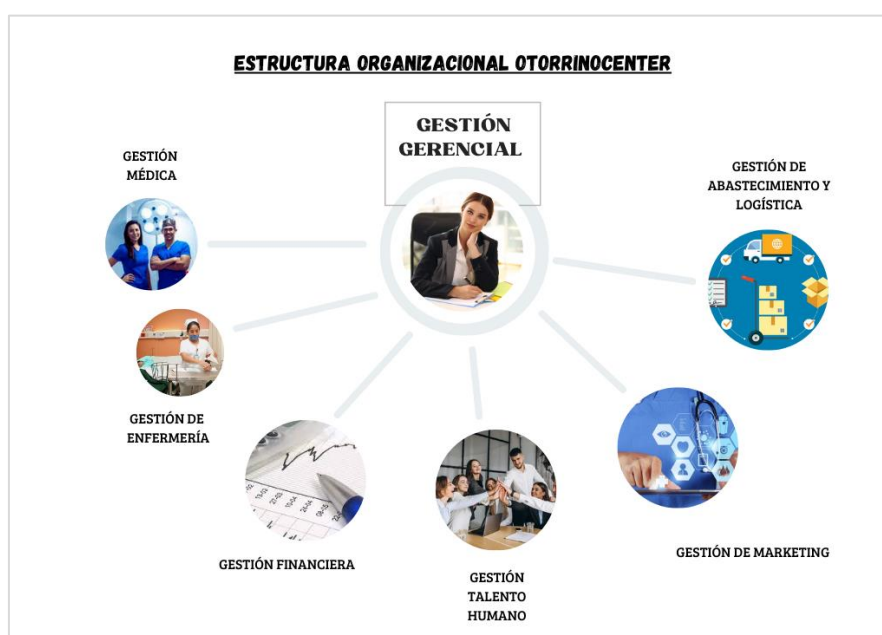 ESTRUCTURA ORGANIZACIONAL OTORRINOCENTER
GESTIÓN
GERENCIAL
GESTIÓN
MÉDICA
GESTIÓN DE
ABASTECIMIENTO Y
LOGÍSTICA
GESTIÓN DE
ENFERMERÍA
GESTIÓN FINANCIERA
GESTIÓN
TALENTO
HUMANO
GESTIÓN DE MARKETING